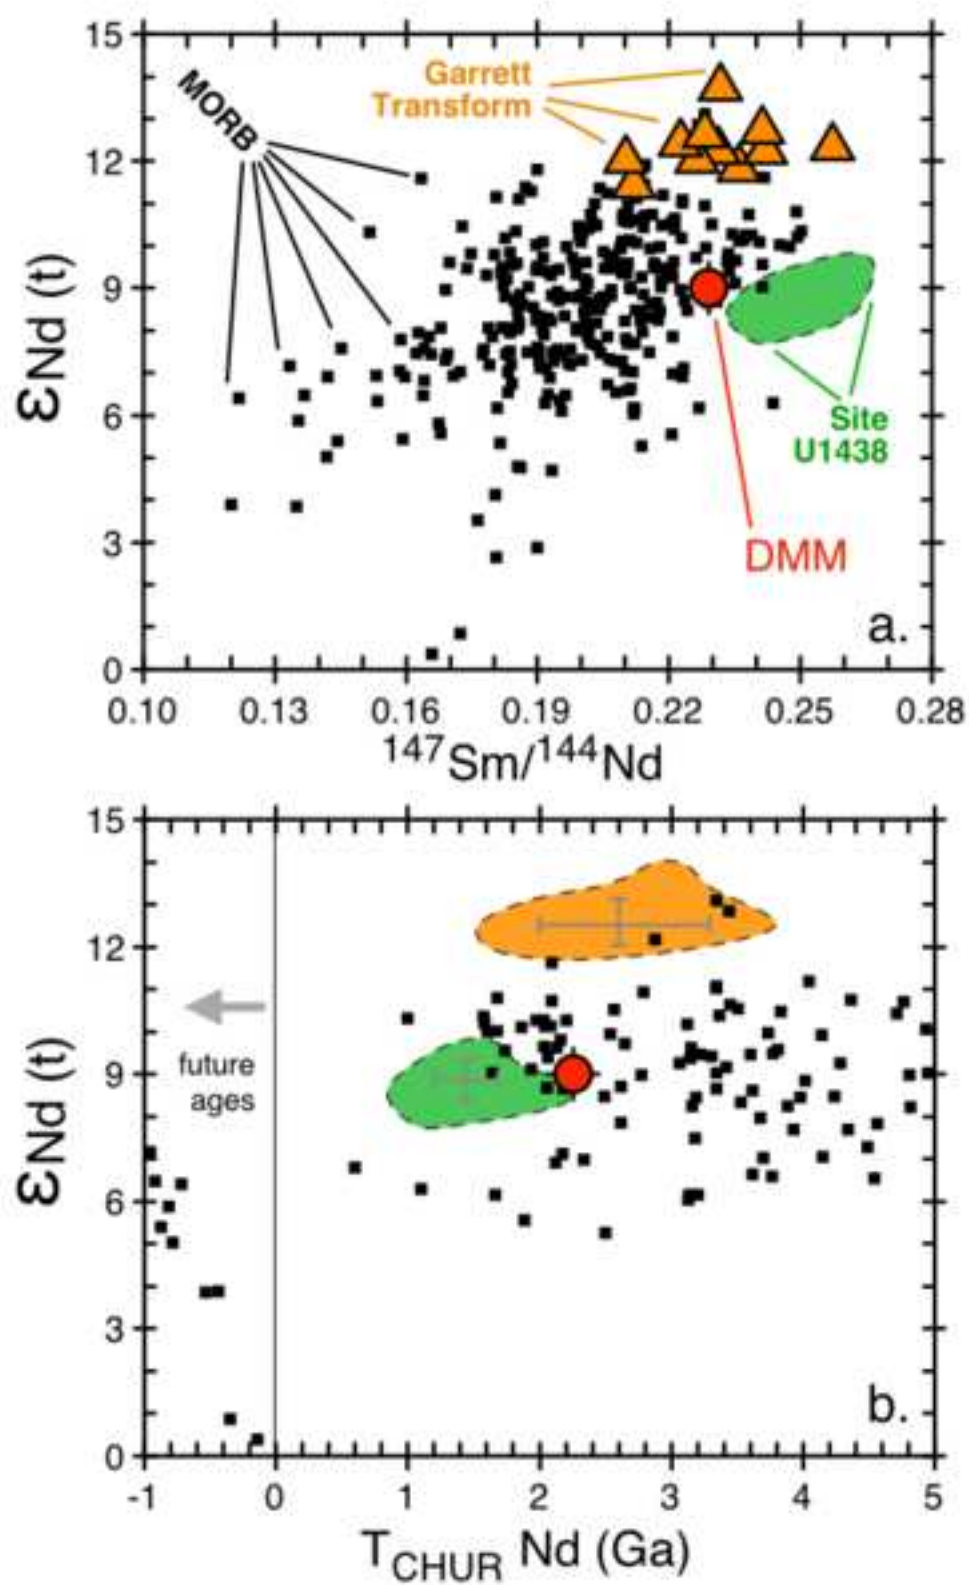 15
12
9
6
3
0
εNd (t)
MORB
Garrett
Transform
Site
U1438
DMM
a.
0.10 0.13 0.16 0.19 0.22 0.25 0.28
¹⁴⁷Sm/¹⁴⁴Nd
15
12
9
6
3
0
εNd (t)
future
ages
b.
-1 0 1 2 3 4 5
T_CHUR Nd (Ga)